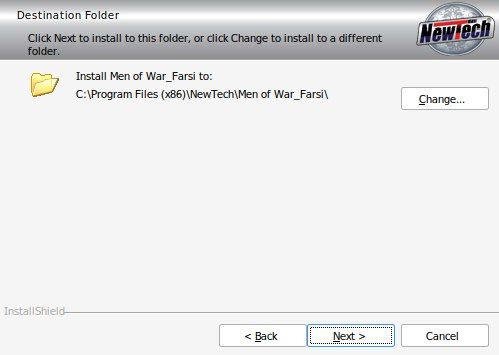 Destination Folder
Click Next to install to this folder, or click Change to install to a different
folder.
NewTech
Install Men of War_Farsi to:
C:\Program Files (x86)\NewTech\Men of War_Farsi\
Change...
InstallShield
< Back
Next >
Cancel